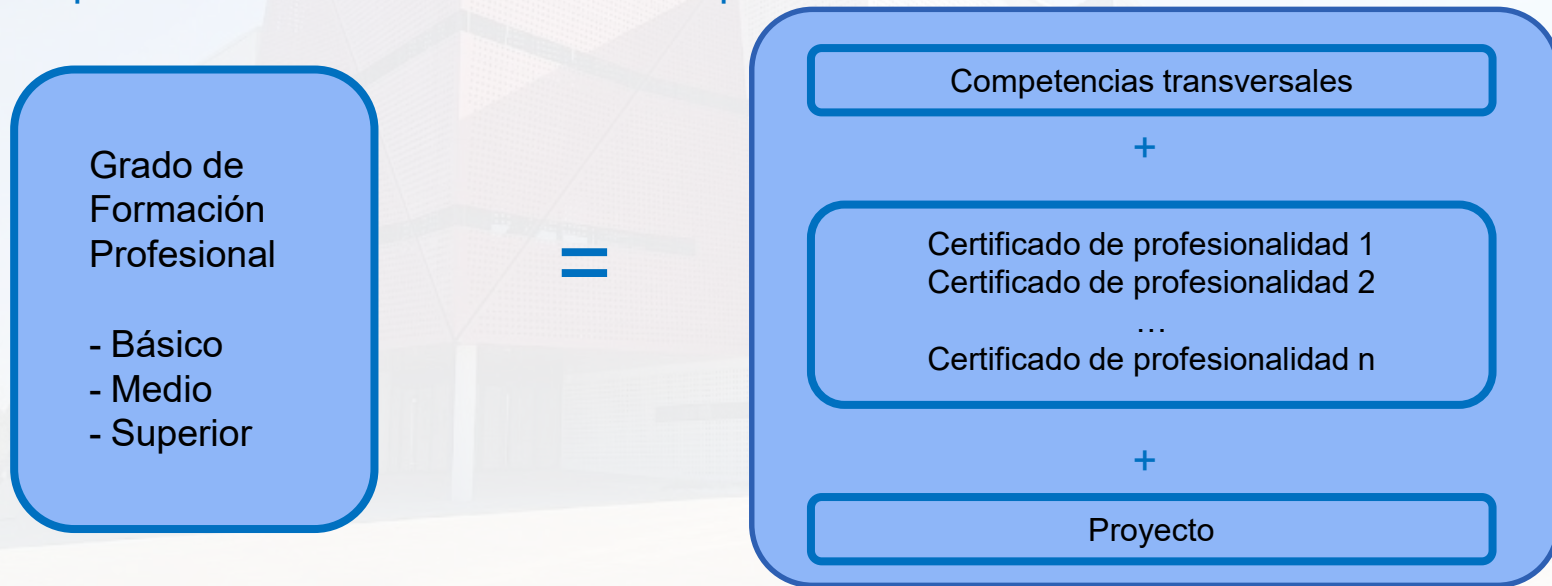 Grado de
Formación
Profesional
- Básico
- Medio
- Superior
=
Competencias transversales
+
Certificado de profesionalidad 1
Certificado de profesionalidad 2
…
Certificado de profesionalidad n
+
Proyecto